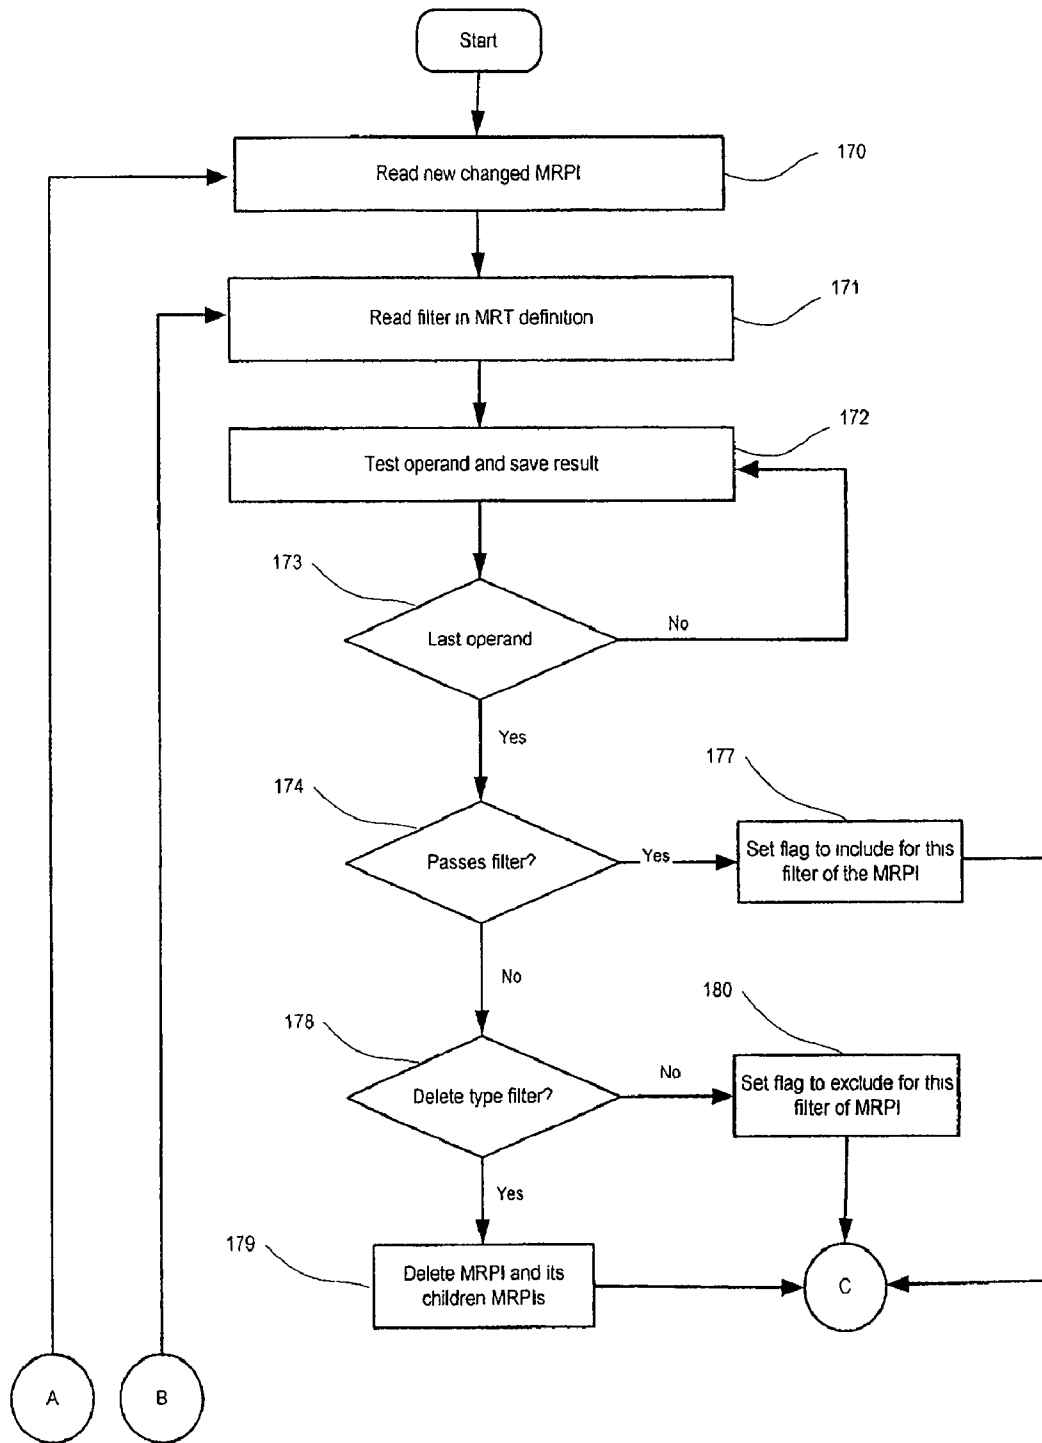 Start
Read new changed MRPI
170
Read filter in MRT definition
171
Test operand and save result
172
173
Last operand
No
Yes
174
Passes filter?
Yes
177
Set flag to include for this
filter of the MRPI
No
178
Delete type filter?
No
180
Set flag to exclude for this
filter of MRPI
Yes
179
Delete MRPI and its
children MRPIs
C
A
B